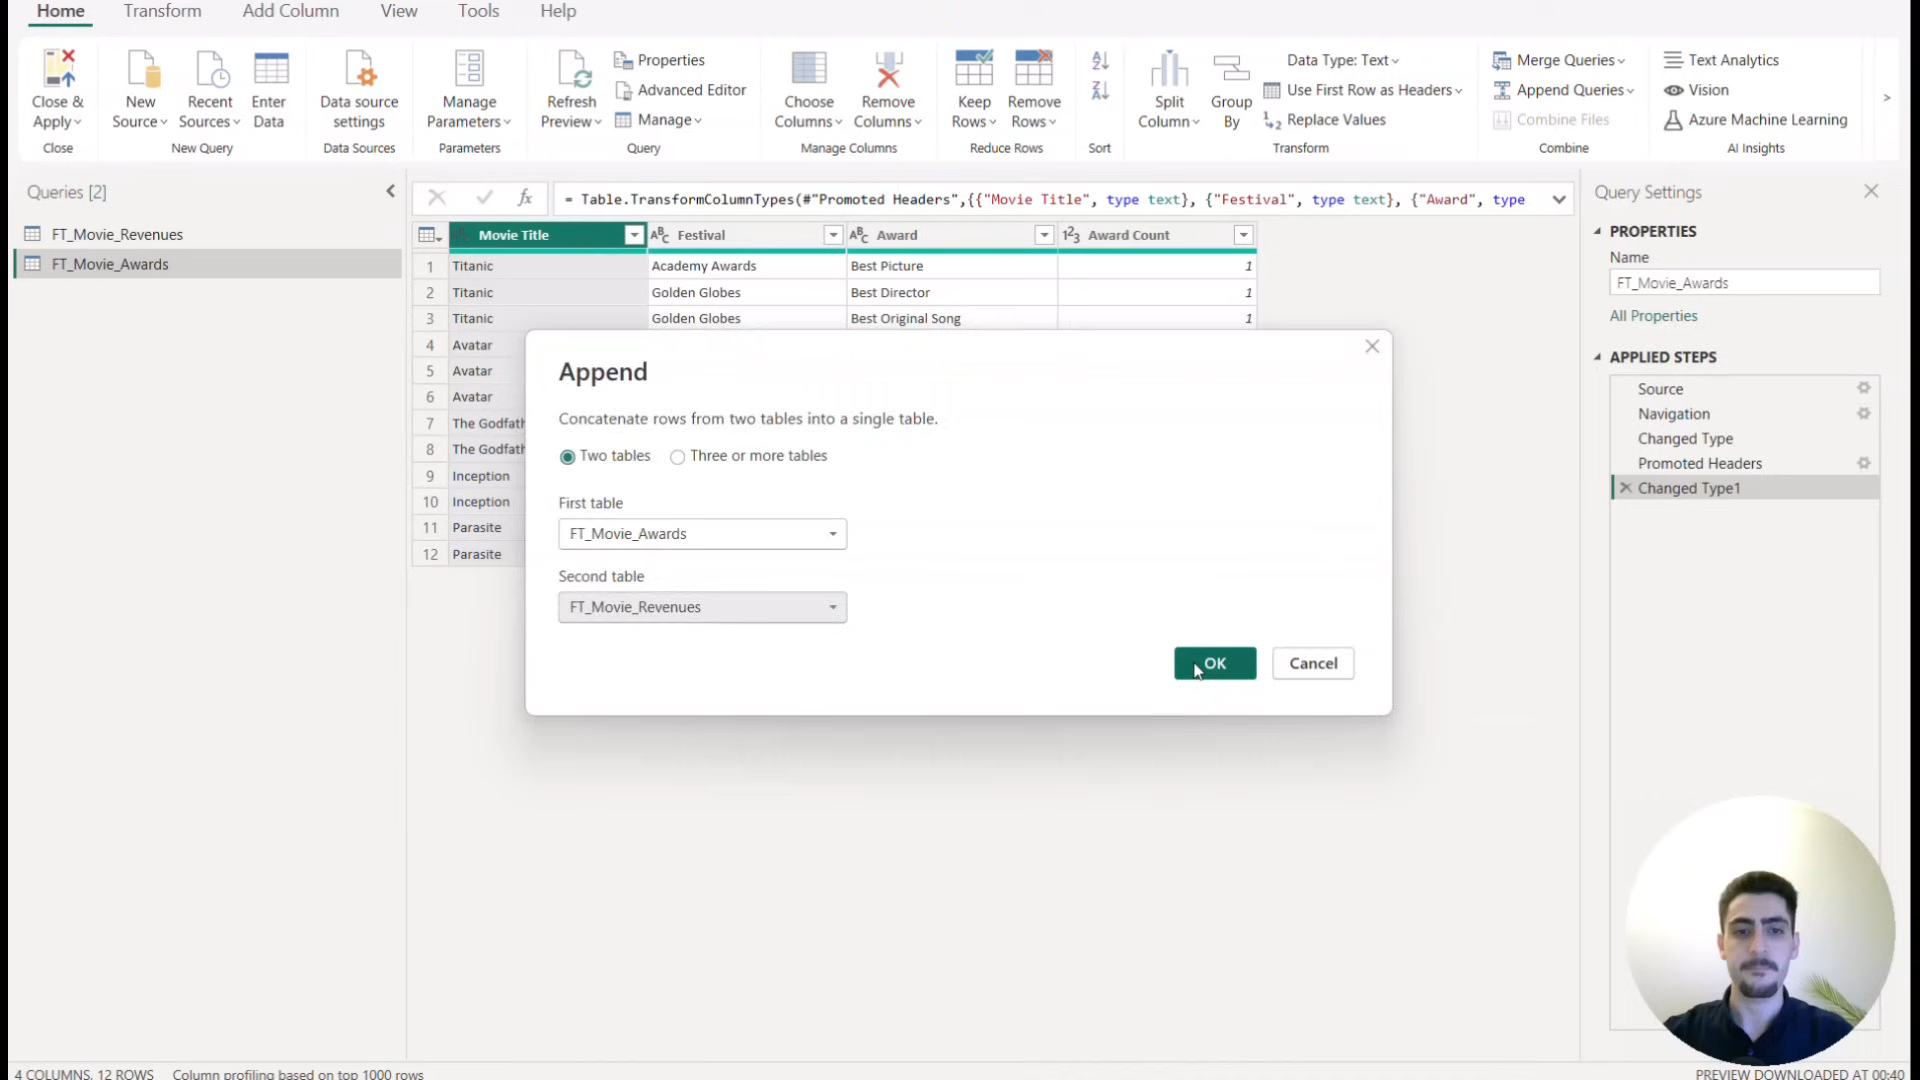 Home Transform Add Column View Tools Help
Close & Apply
New Source
Recent Sources
Enter Data
Data source settings
Manage Parameters
Refresh Preview
Properties
Advanced Editor
Manage
Choose Columns
Remove Columns
Keep Rows
Remove Rows
Split Column
Group By
Data Type: Text
Use First Row as Headers
Replace Values
Merge Queries
Append Queries
Combine Files
Text Analytics
Vision
Azure Machine Learning
Close New Query Data Sources Parameters Query Manage Columns Reduce Rows Sort Transform Combine AI Insights
Queries [2]
FT_Movie_Revenues
FT_Movie_Awards
fx = Table.TransformColumnTypes(#"Promoted Headers",{{"Movie Title", type text}, {"Festival", type text}, {"Award", type
Movie Title ABC Festival ABC Award 123 Award Count
1 Titanic Academy Awards Best Picture 1
2 Titanic Golden Globes Best Director 1
3 Titanic Golden Globes Best Original Song 1
4 Avatar
5 Avatar
6 Avatar
7 The Godfath
8 The Godfath
9 Inception
10 Inception
11 Parasite
12 Parasite
Append
Concatenate rows from two tables into a single table.
Two tables Three or more tables
First table
FT_Movie_Awards
Second table
FT_Movie_Revenues
OK Cancel
Query Settings
PROPERTIES
Name
FT_Movie_Awards
All Properties
APPLIED STEPS
Source
Navigation
Changed Type
Promoted Headers
Changed Type1
4 COLUMNS, 12 ROWS Column profiling based on top 1000 rows PREVIEW DOWNLOADED AT 00:40